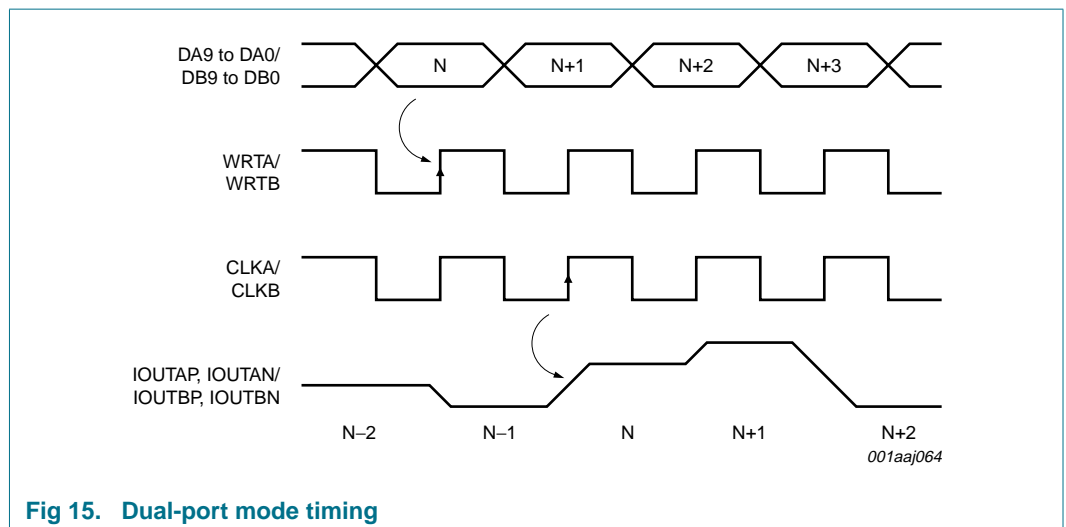 DA9 to DA0/
DB9 to DB0
N
N+1
N+2
N+3
WRTA/
WRTB
CLKA/
CLKB
IOUTAP, IOUTAN/
IOUTBP, IOUTBN
N−2
N−1
N
N+1
N+2
001aaj064
Fig 15. Dual-port mode timing